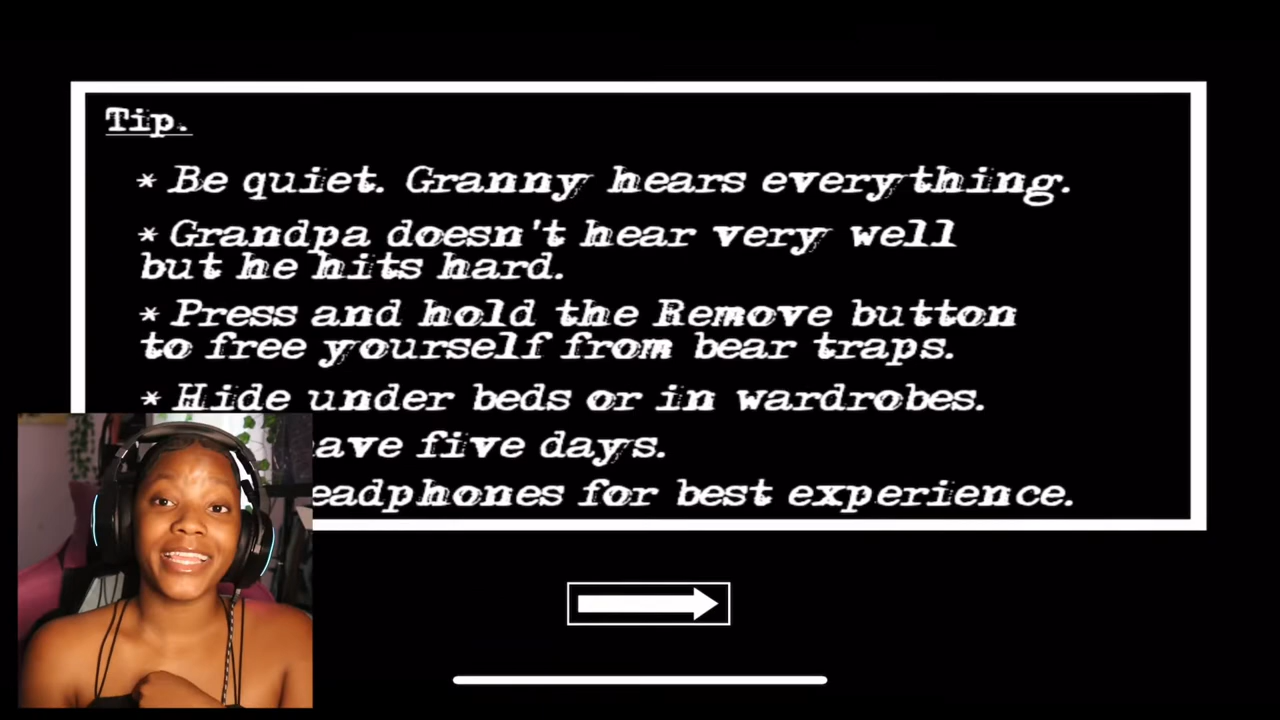 Tip.
* Be quiet. Granny hears everything.
* Grandpa doesn't hear very well
but he hits hard.
* Press and hold the Remove button
to free yourself from bear traps.
* Hide under beds or in wardrobes.
have five days.
eadphones for best experience.